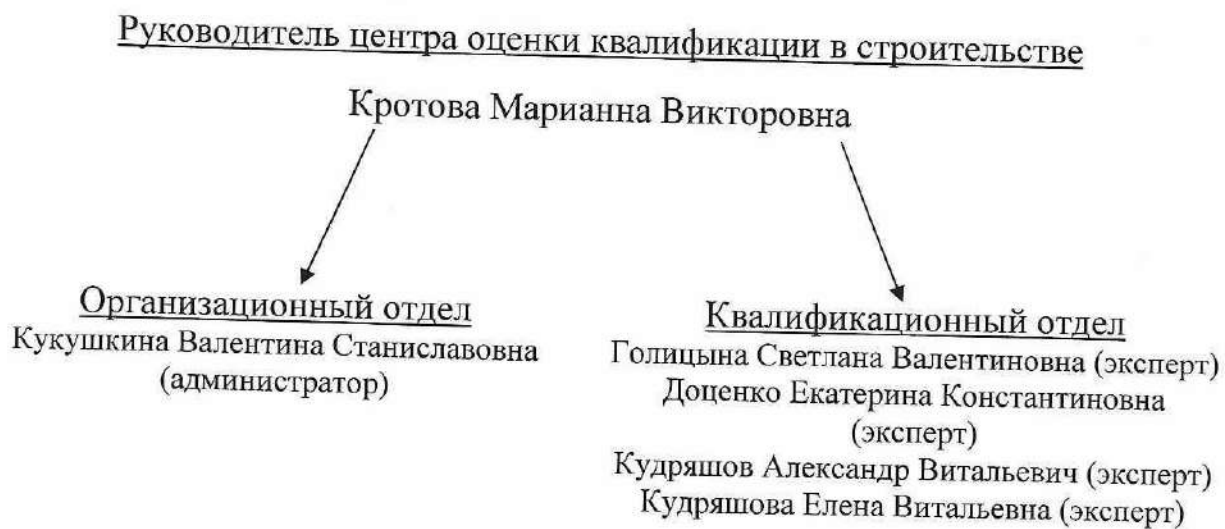 Руководитель центра оценки квалификации в строительстве
Кротова Марианна Викторовна
Организационный отдел
Кукушкина Валентина Станиславовна
(администратор)
Квалификационный отдел
Голицына Светлана Валентиновна (эксперт)
Доценко Екатерина Константиновна
(эксперт)
Кудряшов Александр Витальевич (эксперт)
Кудряшова Елена Витальевна (эксперт)